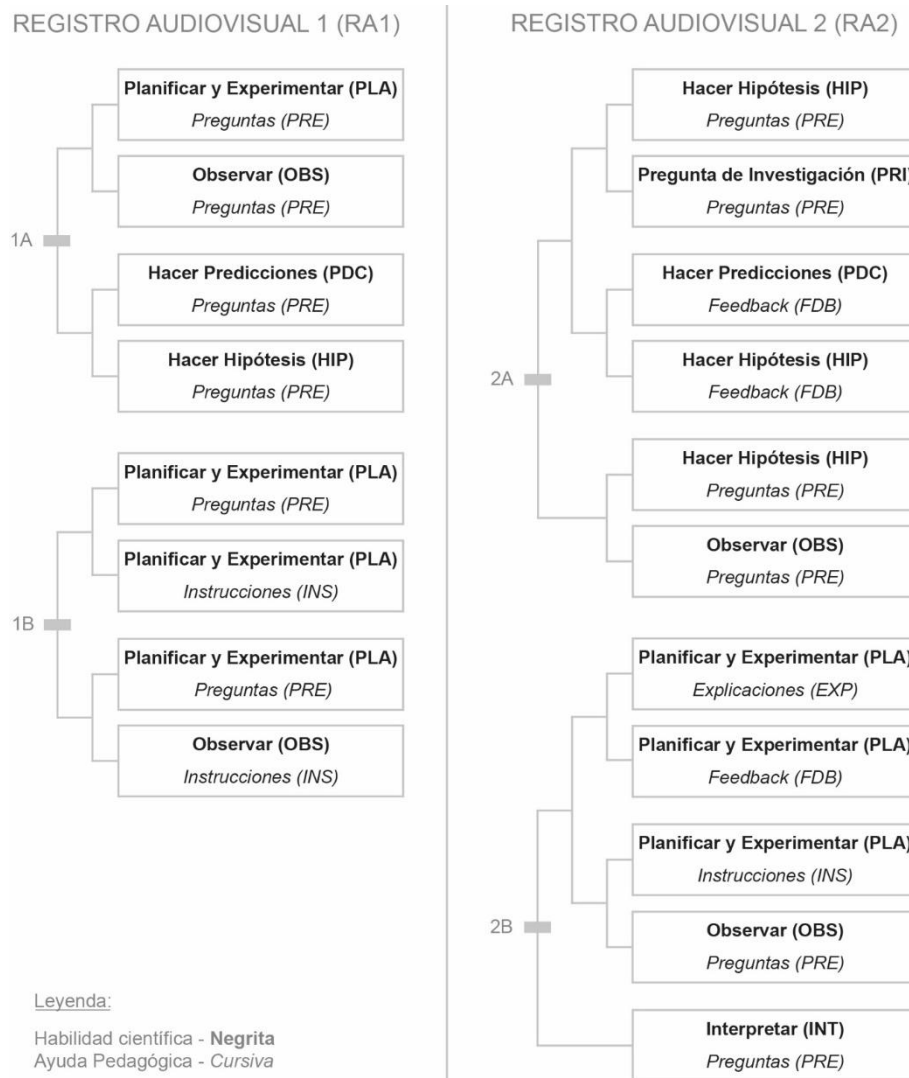 REGISTRO AUDIOVISUAL 1 (RA1)
Planificar y Experimentar (PLA)
Preguntas (PRE)
Observar (OBS)
Preguntas (PRE)
1A
Hacer Predicciones (PDC)
Preguntas (PRE)
Hacer Hipótesis (HIP)
Preguntas (PRE)
Planificar y Experimentar (PLA)
Preguntas (PRE)
Planificar y Experimentar (PLA)
Instrucciones (INS)
1B
Planificar y Experimentar (PLA)
Preguntas (PRE)
Observar (OBS)
Instrucciones (INS)
Leyenda:
Habilidad científica - Negrita
Ayuda Pedagógica - Cursiva
REGISTRO AUDIOVISUAL 2 (RA2)
Hacer Hipótesis (HIP)
Preguntas (PRE)
Pregunta de Investigación (PRI)
Preguntas (PRE)
Hacer Predicciones (PDC)
Feedback (FDB)
2A
Hacer Hipótesis (HIP)
Feedback (FDB)
Hacer Hipótesis (HIP)
Preguntas (PRE)
Observar (OBS)
Preguntas (PRE)
Planificar y Experimentar (PLA)
Explicaciones (EXP)
Planificar y Experimentar (PLA)
Feedback (FDB)
Planificar y Experimentar (PLA)
Instrucciones (INS)
2B
Observar (OBS)
Preguntas (PRE)
Interpretar (INT)
Preguntas (PRE)